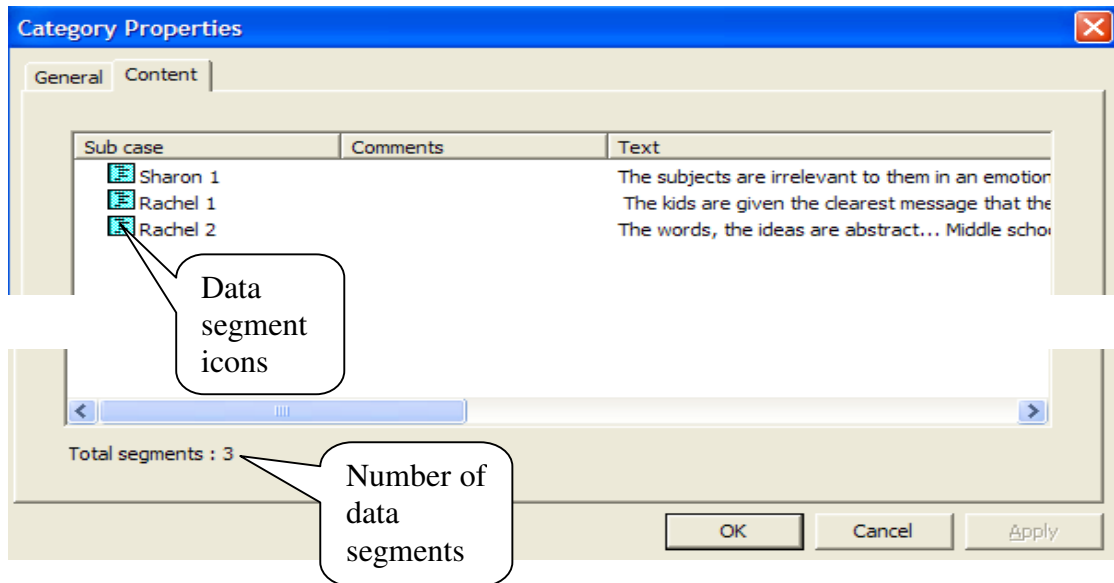 Category Properties
General Content
Sub case Comments Text
Sharon 1 The subjects are irrelevant to them in an emotion
Rachel 1 The kids are given the clearest message that the
Rachel 2 The words, the ideas are abstract... Middle schoo
Data
segment
icons
Total segments : 3
Number of
data
segments
OK Cancel Apply